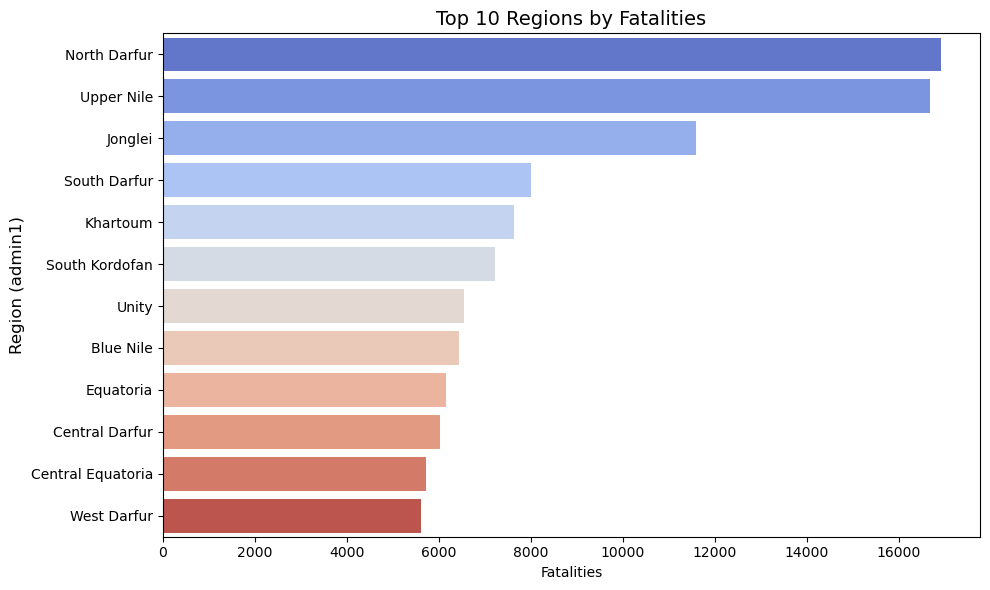 Top 10 Regions by Fatalities
Region (admin1)
North Darfur
Upper Nile
Jonglei
South Darfur
Khartoum
South Kordofan
Unity
Blue Nile
Equatoria
Central Darfur
Central Equatoria
West Darfur
0 2000 4000 6000 8000 10000 12000 14000 16000
Fatalities